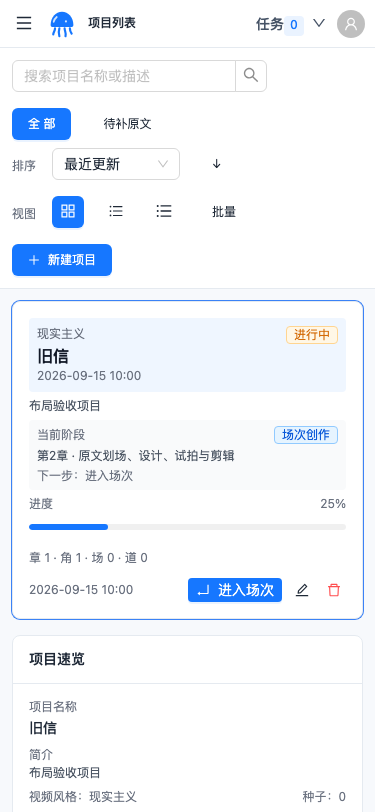 项目列表
任务 0
搜索项目名称或描述
全 部
待补原文
排序
最近更新
视图
批量
新建项目
现实主义
进行中
旧信
2026-09-15 10:00
布局验收项目
当前阶段
场次创作
第2章 · 原文划场、设计、试拍与剪辑
下一步：进入场次
进度
25%
章 1 · 角 1 · 场 0 · 道 0
2026-09-15 10:00
进入场次
项目速览
项目名称
旧信
简介
布局验收项目
视频风格：现实主义
种子：0